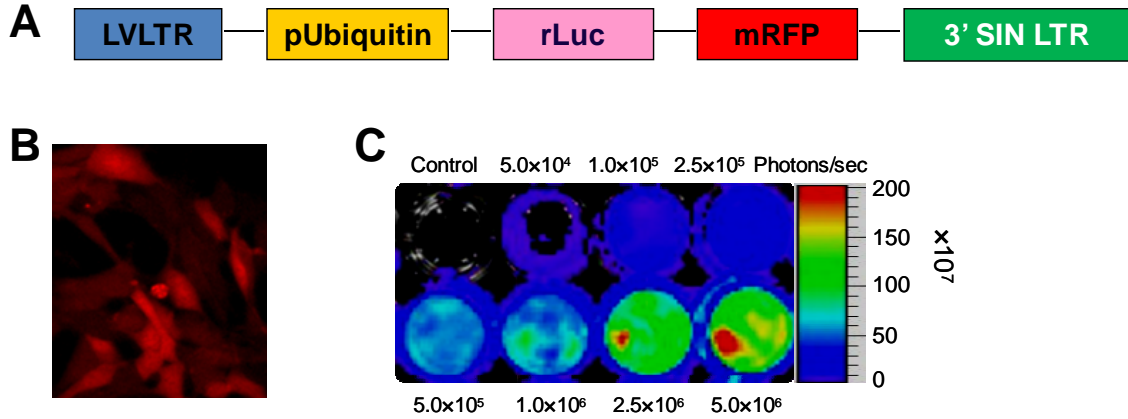 A
LVLTR pUbiquitin rLuc mRFP 3’ SIN LTR
B
C
Control 5.0×10⁴ 1.0×10⁵ 2.5×10⁵ Photons/sec
200
150
100
50
0
×10⁷
5.0×10⁵ 1.0×10⁶ 2.5×10⁶ 5.0×10⁶